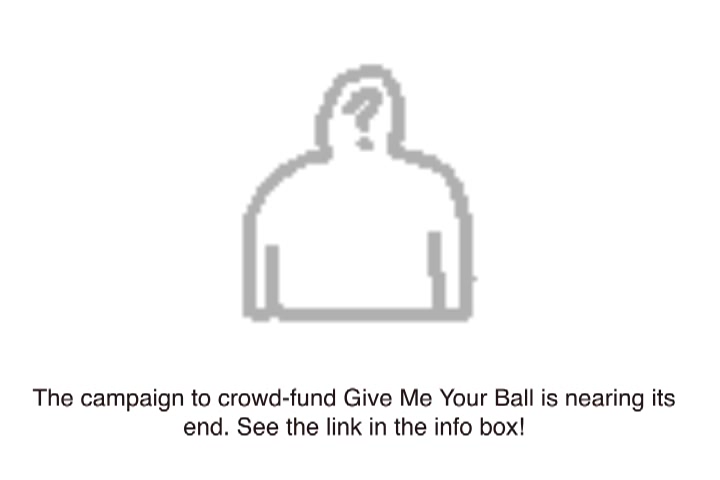 ?
The campaign to crowd-fund Give Me Your Ball is nearing its
end. See the link in the info box!